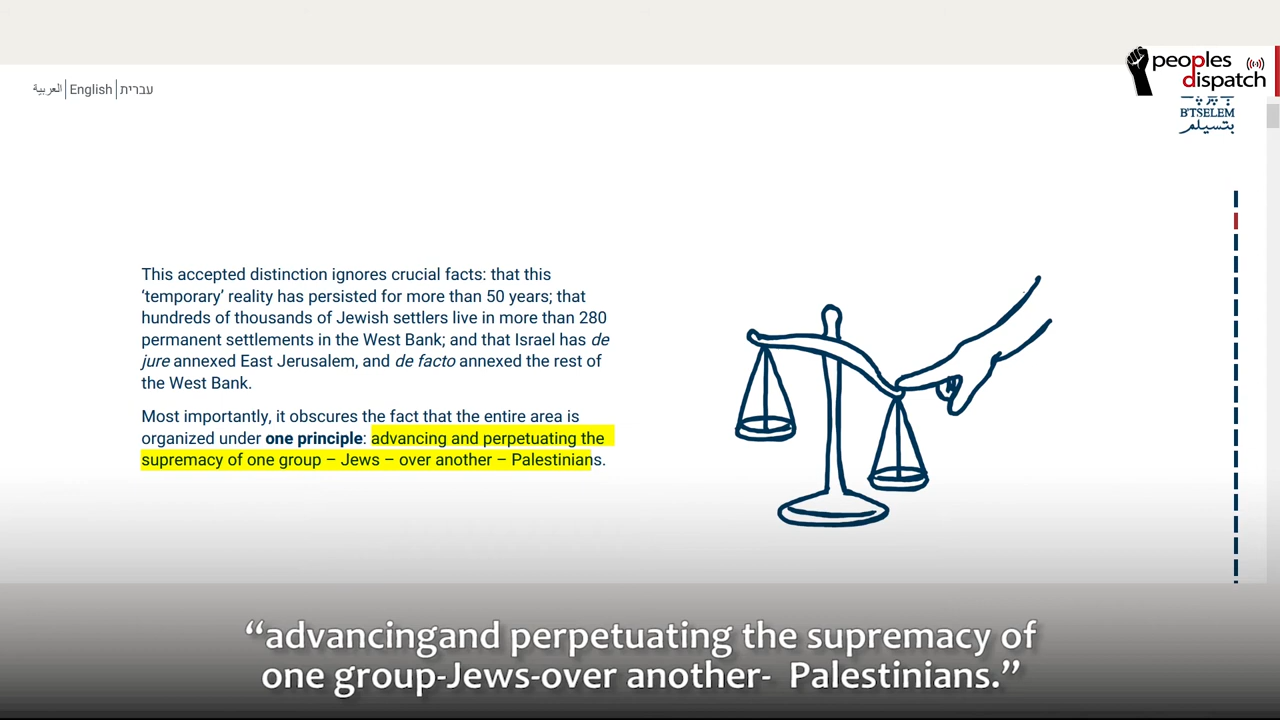 peoples
dispatch
العربية English עברית
B'TSELEM
بتسيلم
This accepted distinction ignores crucial facts: that this
‘temporary’ reality has persisted for more than 50 years; that
hundreds of thousands of Jewish settlers live in more than 280
permanent settlements in the West Bank; and that Israel has de
jure annexed East Jerusalem, and de facto annexed the rest of
the West Bank.
Most importantly, it obscures the fact that the entire area is
organized under one principle: advancing and perpetuating the
supremacy of one group – Jews – over another – Palestinians.
“advancingand perpetuating the supremacy of
one group-Jews-over another- Palestinians.”